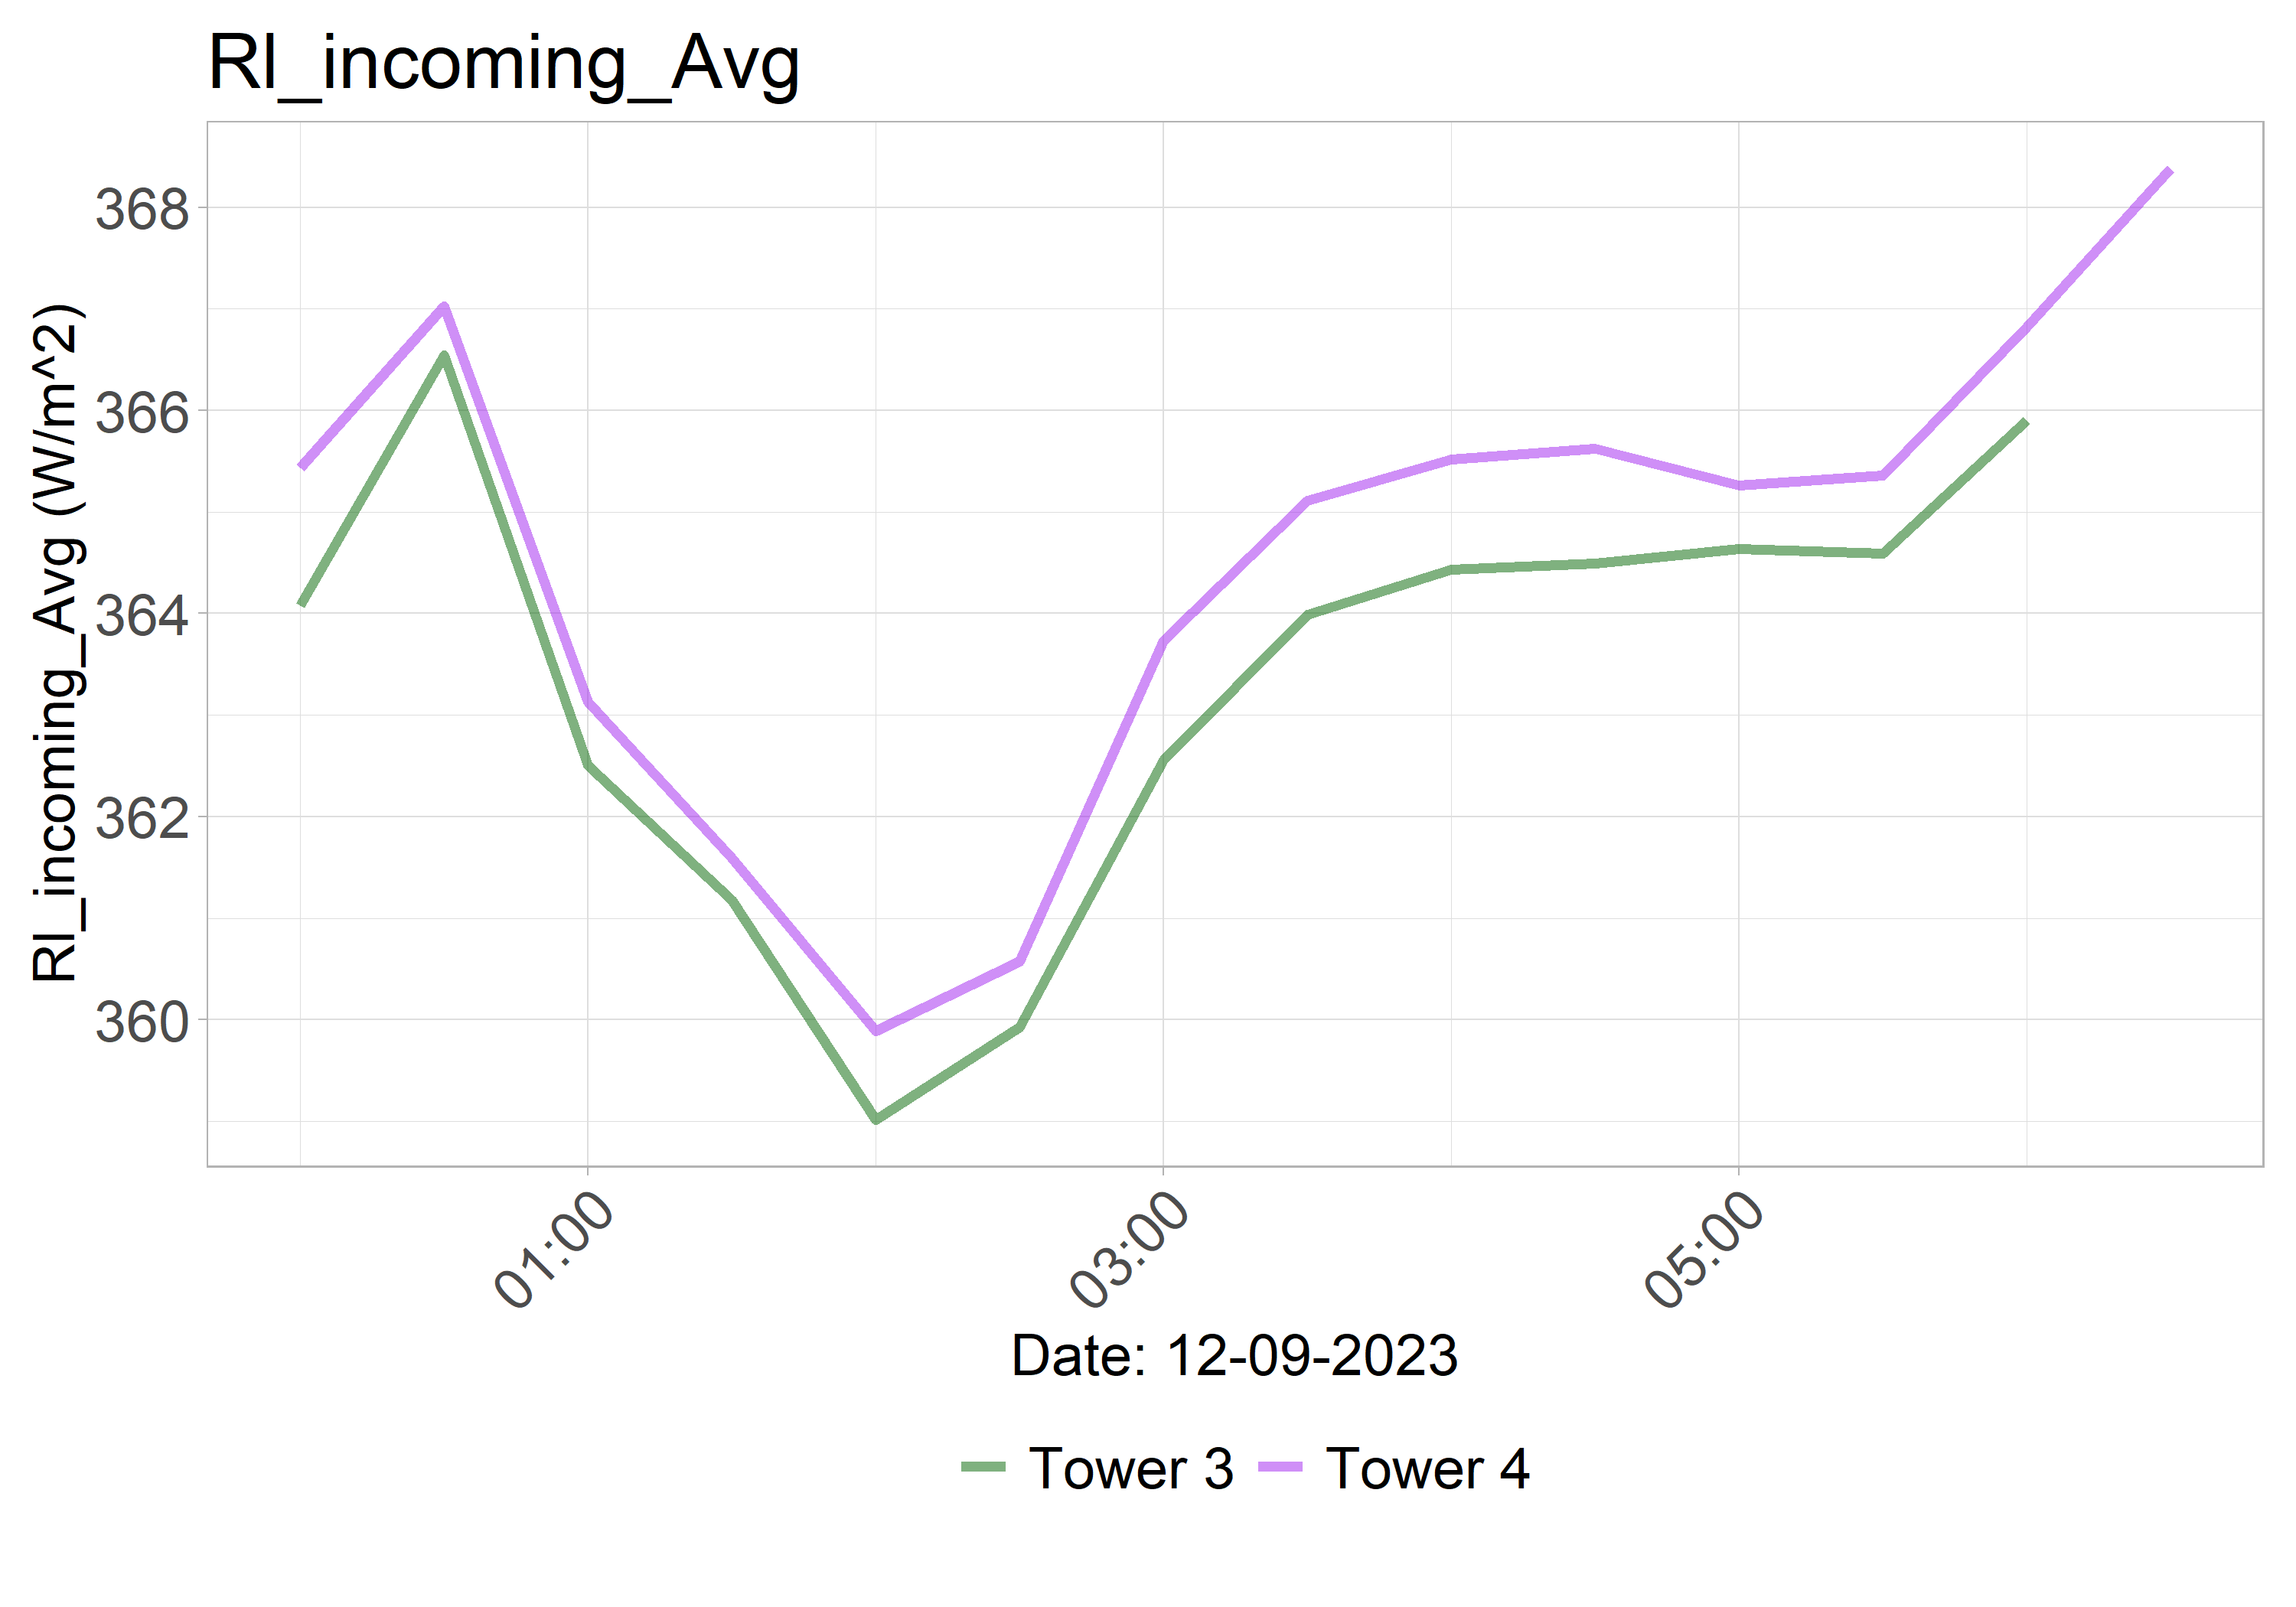 Rl_incoming_Avg
Rl_incoming_Avg (W/m^2)
368
366
364
362
360
01:00
03:00
05:00
Date: 12-09-2023
Tower 3
Tower 4